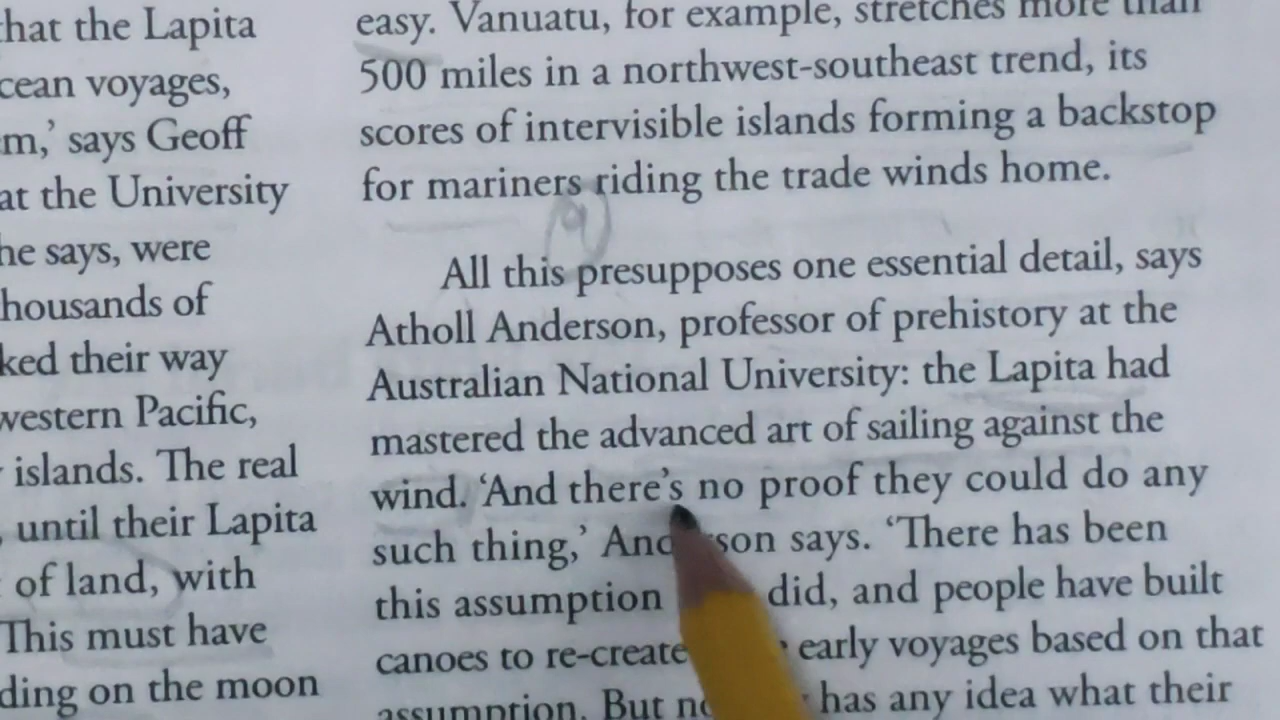 that the Lapita
cean voyages,
m,' says Geoff
at the University
he says, were
housands of
ked their way
western Pacific,
islands. The real
, until their Lapita
of land, with
This must have
ding on the moon
easy. Vanuatu, for example, stretches more than
500 miles in a northwest-southeast trend, its
scores of intervisible islands forming a backstop
for mariners riding the trade winds home.
All this presupposes one essential detail, says
Atholl Anderson, professor of prehistory at the
Australian National University: the Lapita had
mastered the advanced art of sailing against the
wind. 'And there's no proof they could do any
such thing,' And son says. 'There has been
this assumption did, and people have built
canoes to re-create early voyages based on that
assumption. But no has any idea what their